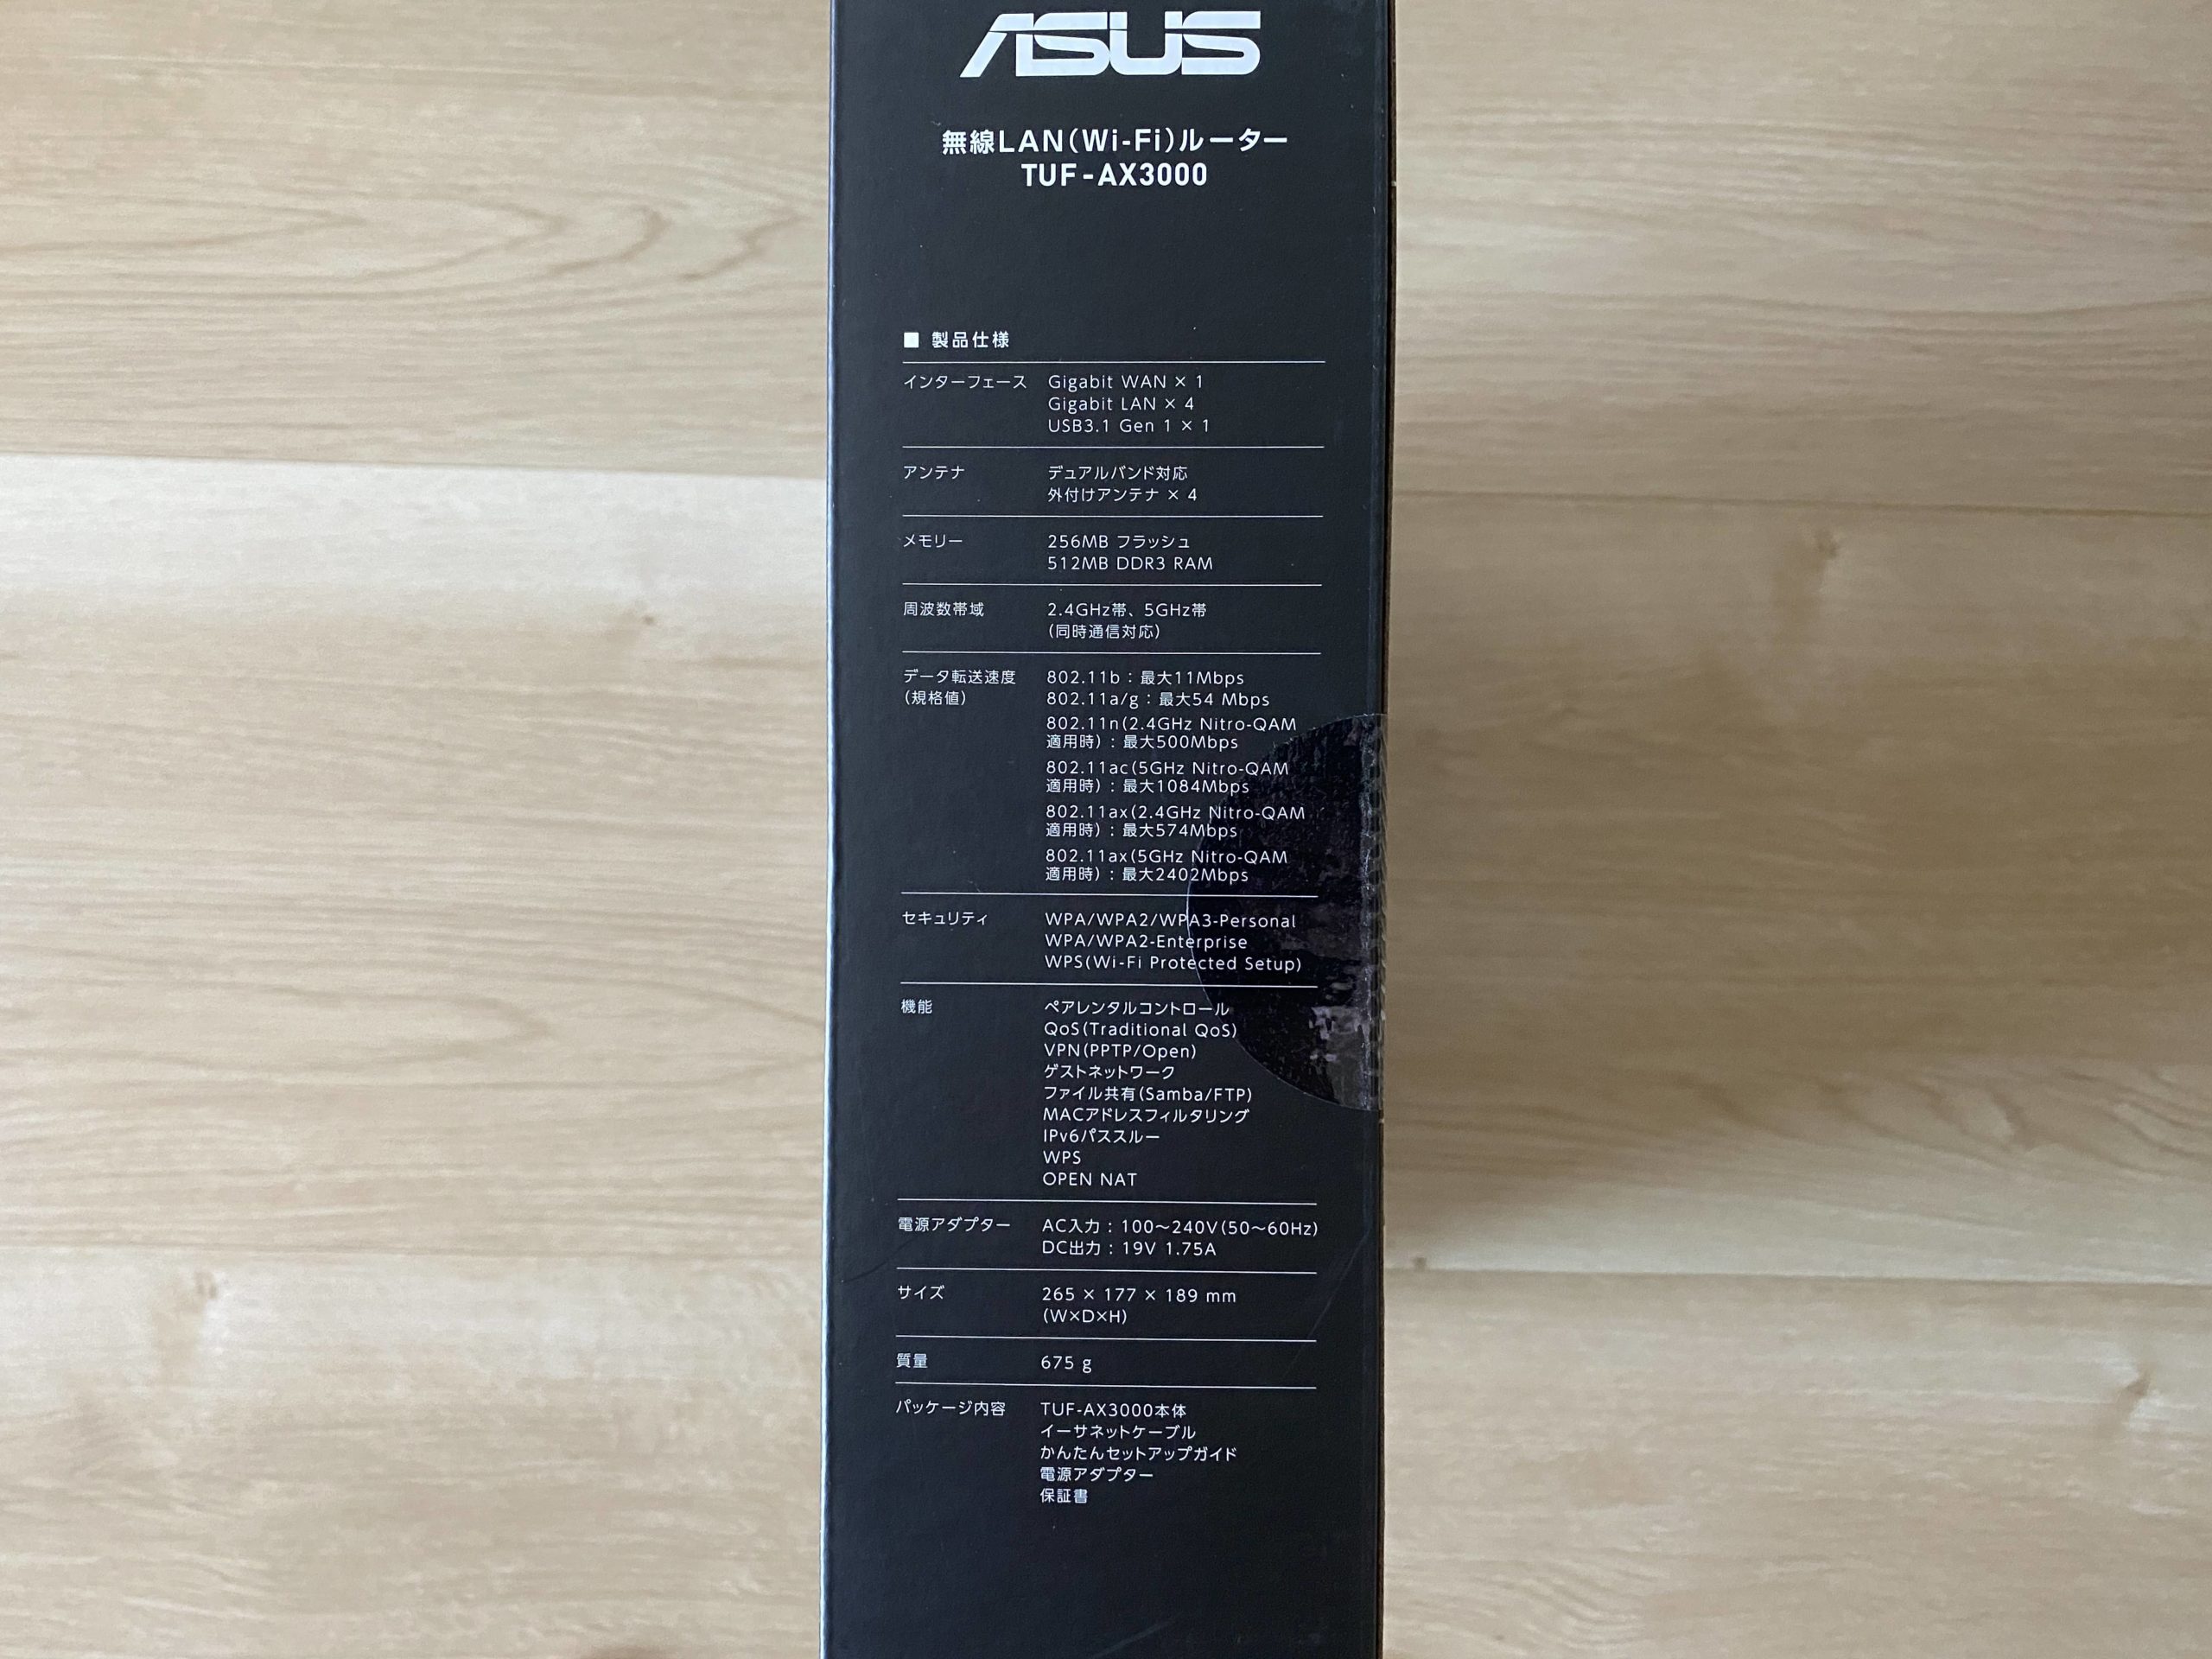 ASUS
無線LAN(Wi-Fi)ルーター
TUF-AX3000
■ 製品仕様
インターフェース Gigabit WAN × 1
Gigabit LAN × 4
USB3.1 Gen 1 × 1
アンテナ デュアルバンド対応
外付けアンテナ × 4
メモリー 256MB フラッシュ
512MB DDR3 RAM
周波数帯域 2.4GHz帯、5GHz帯
(同時通信対応)
データ転送速度 802.11b：最大11Mbps
(規格値) 802.11a/g：最大54 Mbps
802.11n(2.4GHz Nitro-QAM
適用時)：最大500Mbps
802.11ac(5GHz Nitro-QAM
適用時)：最大1084Mbps
802.11ax(2.4GHz Nitro-QAM
適用時)：最大574Mbps
802.11ax(5GHz Nitro-QAM
適用時)：最大2402Mbps
セキュリティ WPA/WPA2/WPA3-Personal
WPA/WPA2-Enterprise
WPS(Wi-Fi Protected Setup)
機能 ペアレンタルコントロール
QoS(Traditional QoS)
VPN(PPTP/Open)
ゲストネットワーク
ファイル共有(Samba/FTP)
MACアドレスフィルタリング
IPv6パススルー
WPS
OPEN NAT
電源アダプター AC入力：100～240V(50～60Hz)
DC出力：19V 1.75A
サイズ 265 × 177 × 189 mm
(W×D×H)
質量 675 g
パッケージ内容 TUF-AX3000本体
イーサネットケーブル
かんたんセットアップガイド
電源アダプター
保証書